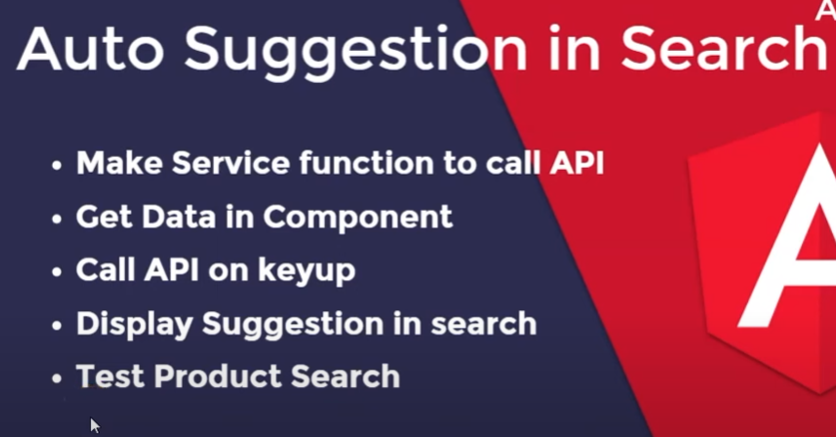 Auto Suggestion in Search
• Make Service function to call API
• Get Data in Component
• Call API on keyup
• Display Suggestion in search
• Test Product Search
A